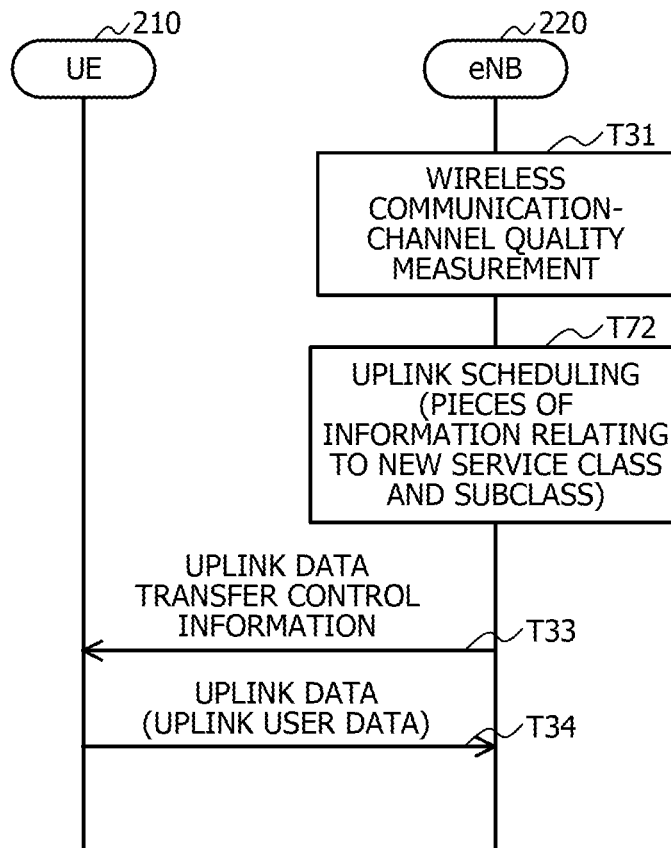 210
220
UE
eNB
T31
WIRELESS
COMMUNICATION-
CHANNEL QUALITY
MEASUREMENT
T72
UPLINK SCHEDULING
(PIECES OF
INFORMATION RELATING
TO NEW SERVICE CLASS
AND SUBCLASS)
UPLINK DATA
TRANSFER CONTROL
INFORMATION
T33
UPLINK DATA
(UPLINK USER DATA)
T34